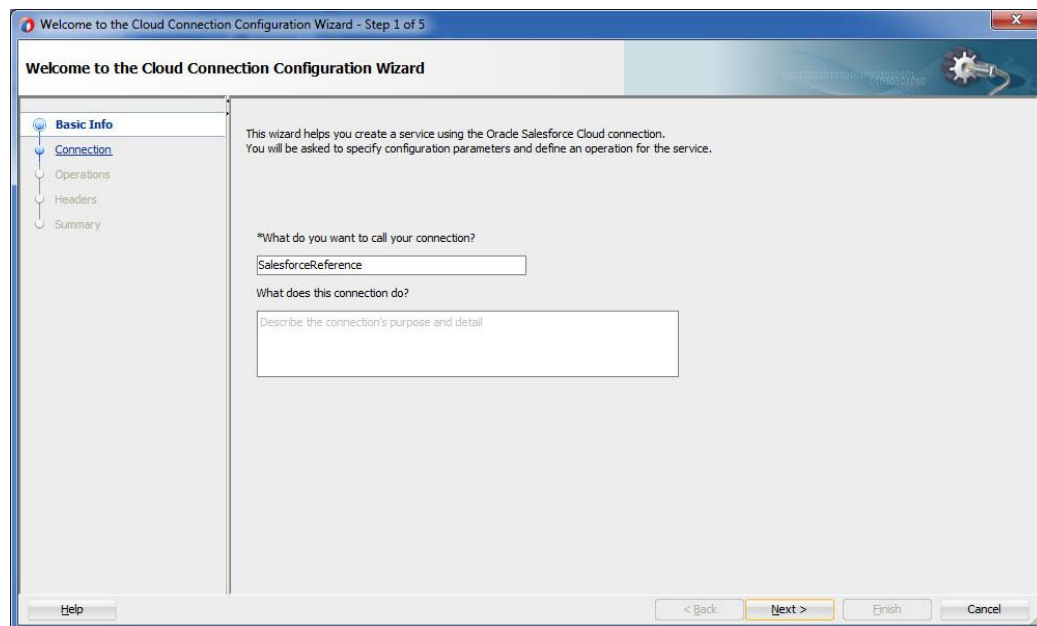 Welcome to the Cloud Connection Configuration Wizard - Step 1 of 5
Welcome to the Cloud Connection Configuration Wizard
Basic Info
Connection
Operations
Headers
Summary
This wizard helps you create a service using the Oracle Salesforce Cloud connection.
You will be asked to specify configuration parameters and define an operation for the service.
*What do you want to call your connection?
SalesforceReference
What does this connection do?
Describe the connection's purpose and detail
Help
< Back
Next >
Finish
Cancel